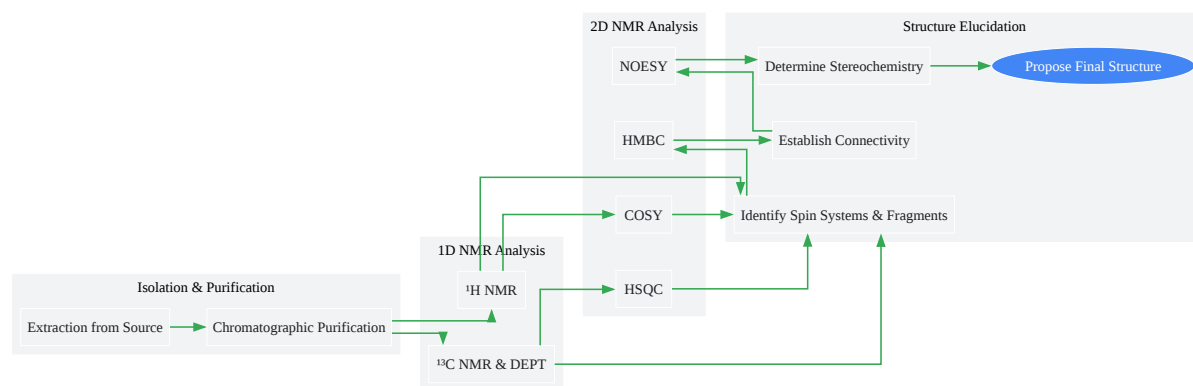 2D NMR Analysis
Structure Elucidation
NOESY
Determine Stereochemistry
Propose Final Structure
HMBC
Establish Connectivity
COSY
Identify Spin Systems & Fragments
1D NMR Analysis
Isolation & Purification
¹H NMR
HSQC
Extraction from Source
Chromatographic Purification
¹³C NMR & DEPT